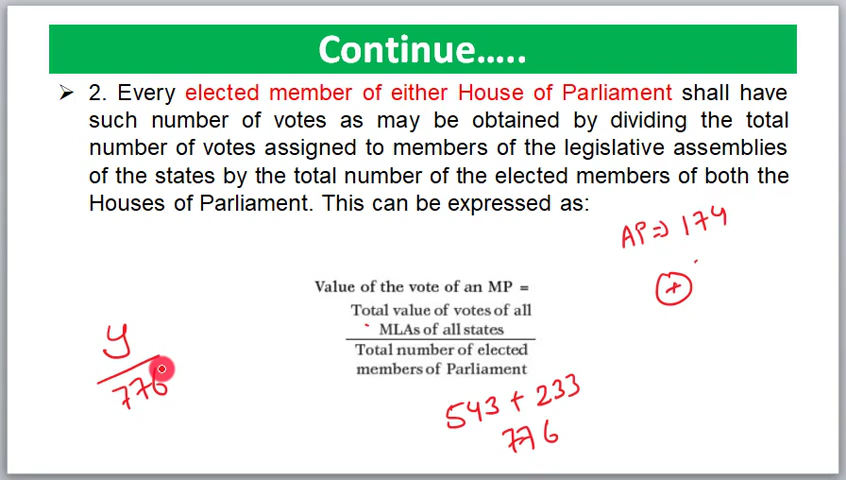 Continue.....
➤ 2. Every elected member of either House of Parliament shall have
such number of votes as may be obtained by dividing the total
number of votes assigned to members of the legislative assemblies
of the states by the total number of the elected members of both the
Houses of Parliament. This can be expressed as:
AP => 174
+
Value of the vote of an MP =
Total value of votes of all
MLAs of all states
Total number of elected
members of Parliament
y
776
543 + 233
776